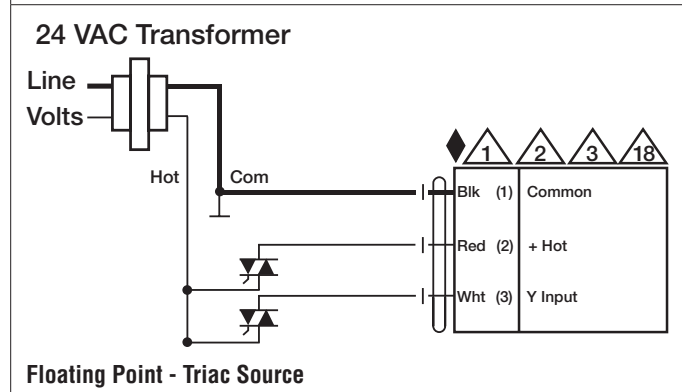 24 VAC Transformer
Line
Volts
Hot
Com
1 2 3 18
Blk (1) Common
Red (2) + Hot
Wht (3) Y Input
Floating Point - Triac Source